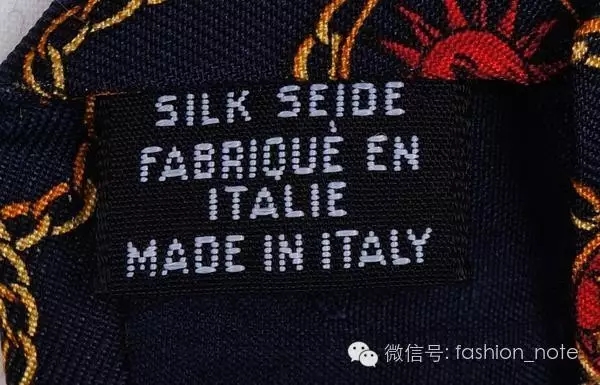 SILK SEIDE
FABRIQUÉ EN
ITALIE
MADE IN ITALY
微信号: fashion_note